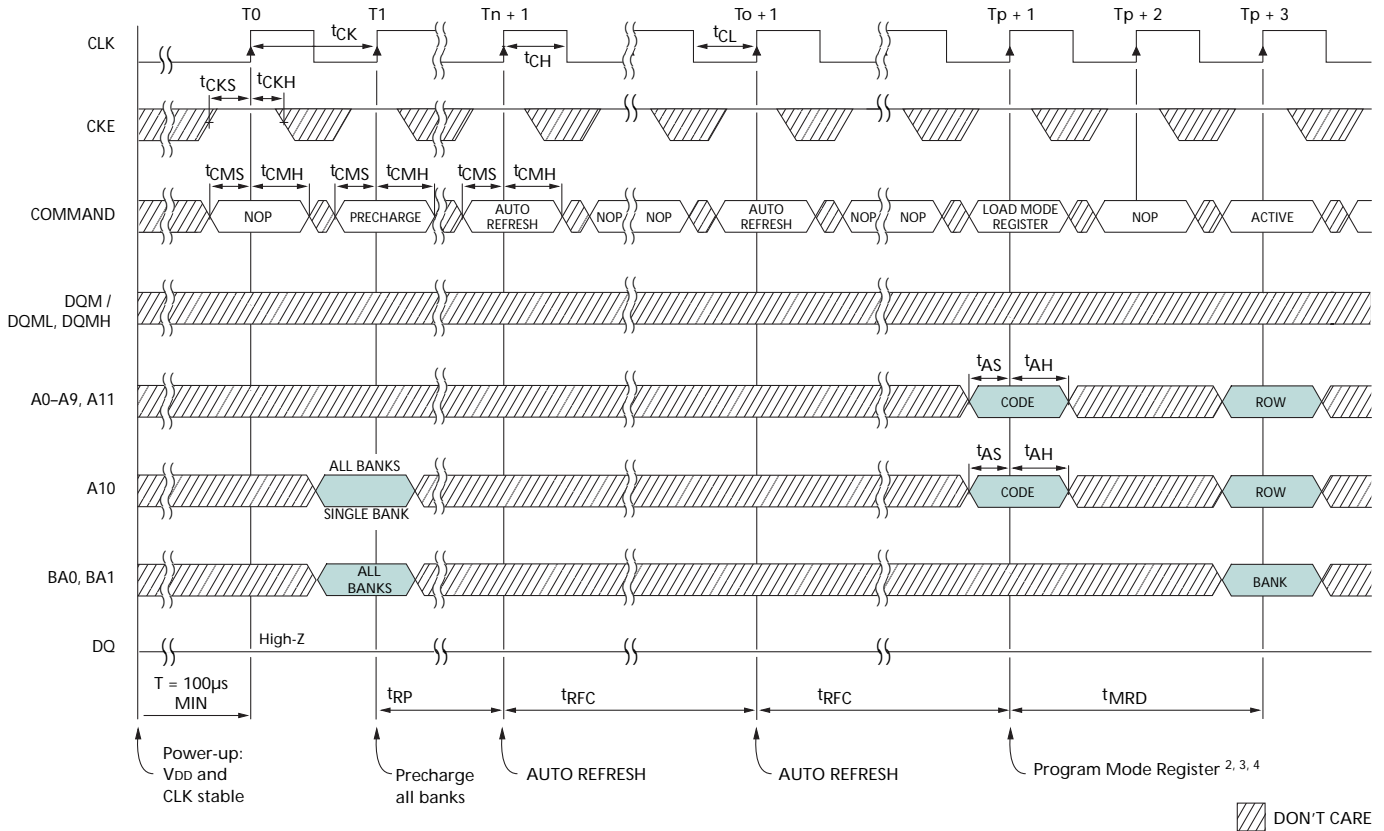 T0 T1 Tn + 1 To + 1 Tp + 1 Tp + 2 Tp + 3
CLK
tCK
tCH
tCL
tCKS tCKH
CKE
tCMS tCMH tCMS tCMH tCMS tCMH
COMMAND
NOP
PRECHARGE
AUTO
REFRESH
NOP
NOP
AUTO
REFRESH
NOP
NOP
LOAD MODE
REGISTER
NOP
ACTIVE
DQM /
DQML, DQMH
tAS tAH
A0–A9, A11
CODE
ROW
ALL BANKS
tAS tAH
A10
CODE
ROW
SINGLE BANK
BA0, BA1
ALL
BANKS
BANK
DQ
High-Z
T = 100µs
MIN
tRP
tRFC
tRFC
tMRD
Power-up:
VDD and
CLK stable
Precharge
all banks
AUTO REFRESH
AUTO REFRESH
Program Mode Register 2, 3, 4
DON'T CARE